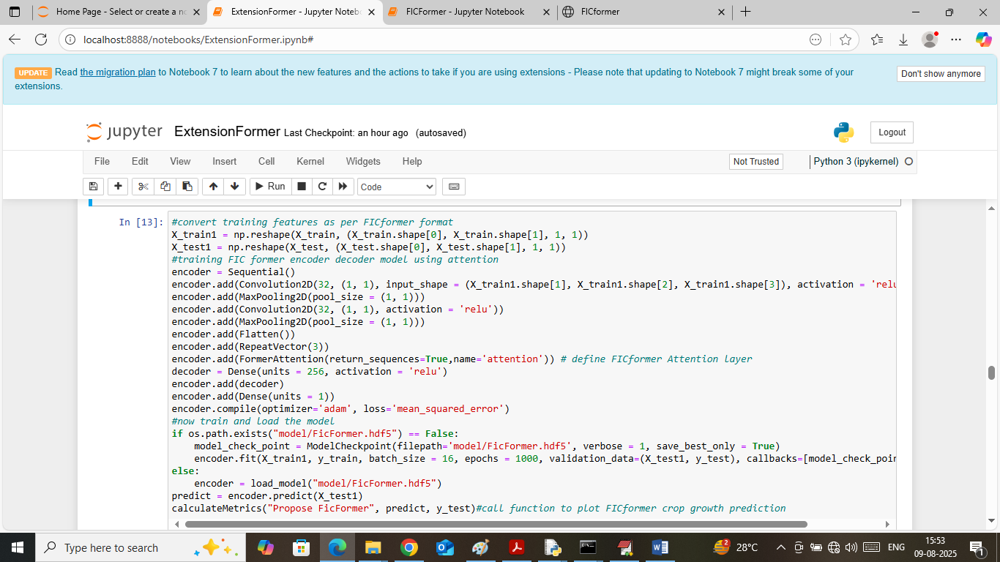 Home Page - Select or create a no
ExtensionFormer - Jupyter Notebo
FICFormer - Jupyter Notebook
FICformer
localhost:8888/notebooks/ExtensionFormer.ipynb#
UPDATE Read the migration plan to Notebook 7 to learn about the new features and the actions to take if you are using extensions - Please note that updating to Notebook 7 might break some of your
extensions.
Don't show anymore
jupyter ExtensionFormer Last Checkpoint: an hour ago (autosaved)
Logout
File Edit View Insert Cell Kernel Widgets Help
Not Trusted
Python 3 (ipykernel)
Run
Code
In [13]:
#convert training features as per FICformer format
X_train1 = np.reshape(X_train, (X_train.shape[0], X_train.shape[1], 1, 1))
X_test1 = np.reshape(X_test, (X_test.shape[0], X_test.shape[1], 1, 1))
#training FIC former encoder decoder model using attention
encoder = Sequential()
encoder.add(Convolution2D(32, (1, 1), input_shape = (X_train1.shape[1], X_train1.shape[2], X_train1.shape[3]), activation = 'relu
encoder.add(MaxPooling2D(pool_size = (1, 1)))
encoder.add(Convolution2D(32, (1, 1), activation = 'relu'))
encoder.add(MaxPooling2D(pool_size = (1, 1)))
encoder.add(Flatten())
encoder.add(RepeatVector(3))
encoder.add(FormerAttention(return_sequences=True,name='attention')) # define FICformer Attention Layer
decoder = Dense(units = 256, activation = 'relu')
encoder.add(decoder)
encoder.add(Dense(units = 1))
encoder.compile(optimizer='adam', loss='mean_squared_error')
#now train and load the model
if os.path.exists("model/FicFormer.hdf5") == False:
    model_check_point = ModelCheckpoint(filepath='model/FicFormer.hdf5', verbose = 1, save_best_only = True)
    encoder.fit(X_train1, y_train, batch_size = 16, epochs = 1000, validation_data=(X_test1, y_test), callbacks=[model_check_poin
else:
    encoder = load_model("model/FicFormer.hdf5")
predict = encoder.predict(X_test1)
calculateMetrics("Propose FicFormer", predict, y_test)#call function to plot FICformer crop growth prediction
Type here to search
2
28°C
ENG
15:53
09-08-2025
1